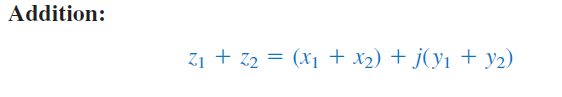 Addition:
z₁ + z₂ = (x₁ + x₂) + j(y₁ + y₂)